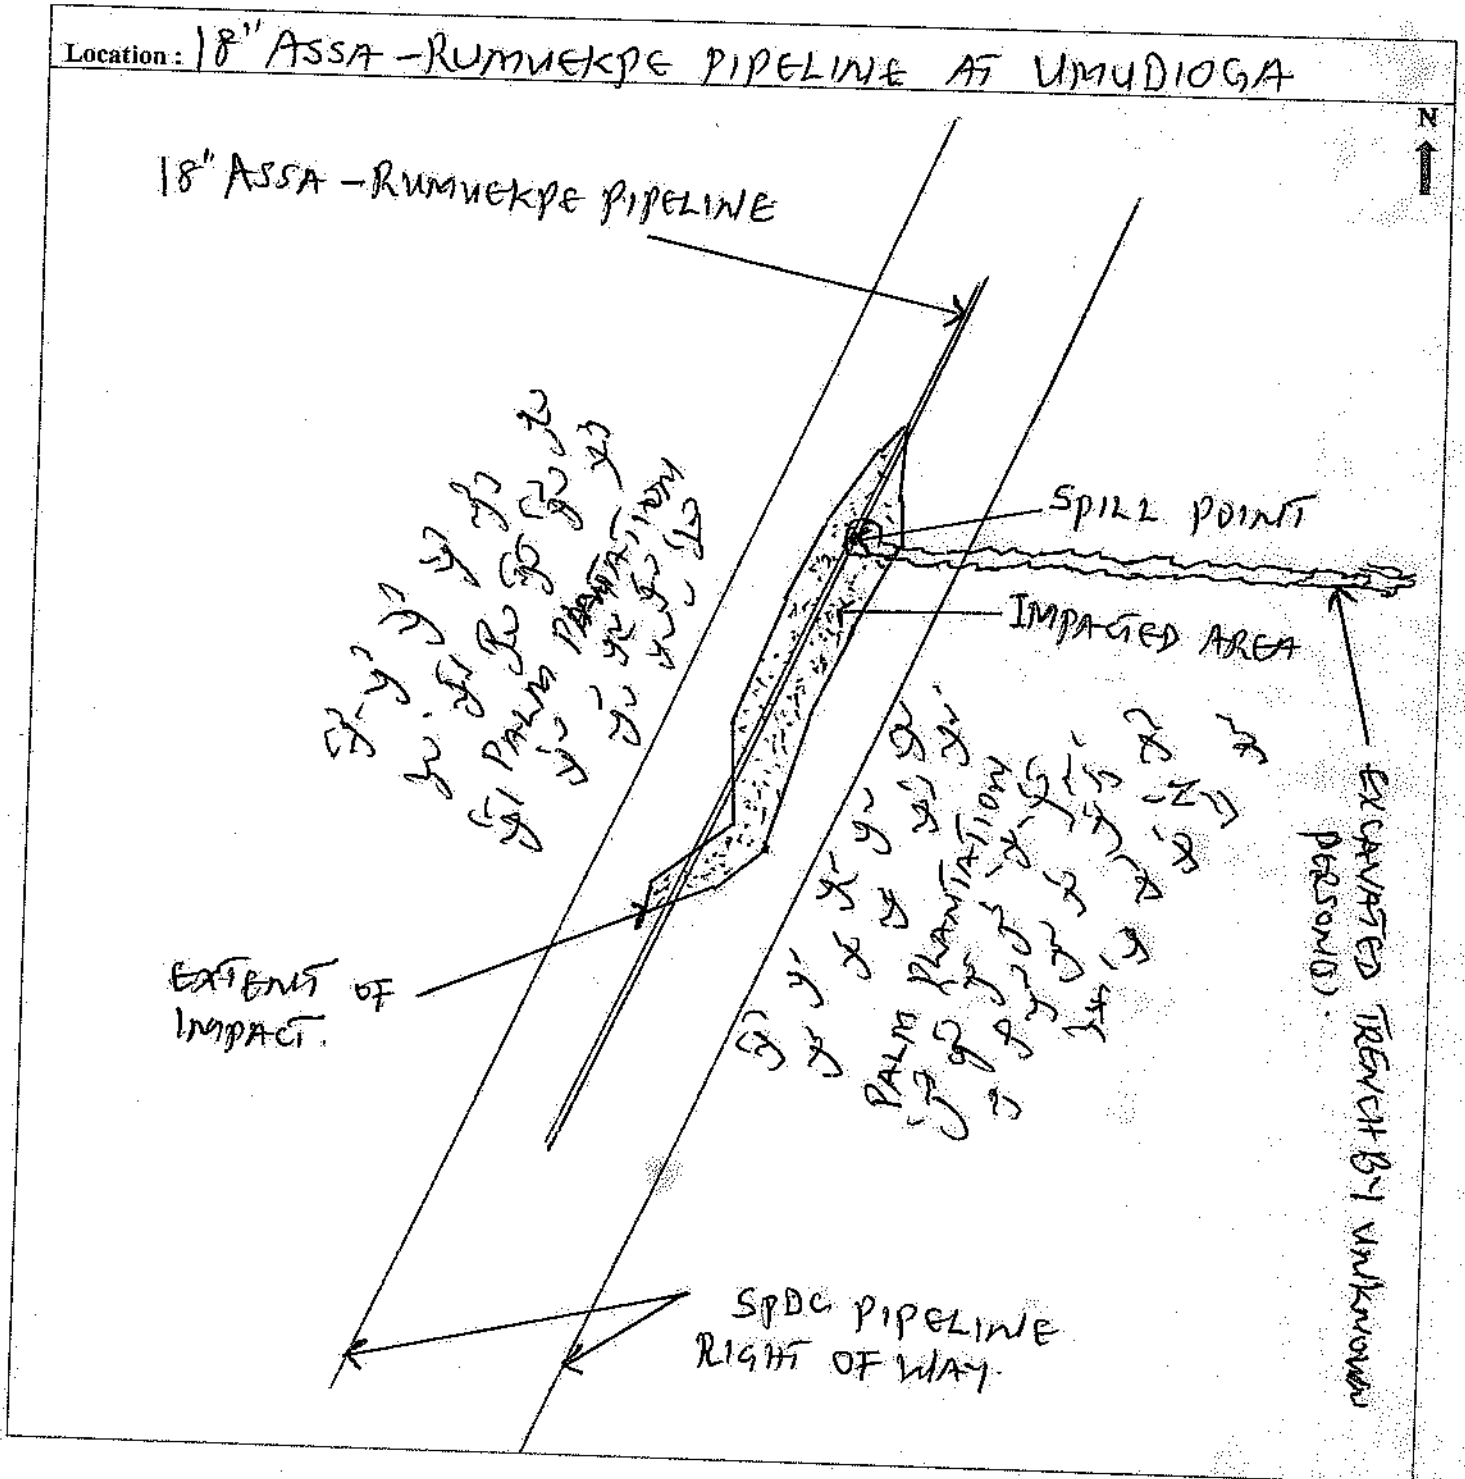 Location : 18" ASSA - RUMUEKPE PIPELINE AT UMUDIOGA
N
18" ASSA - RUMUEKPE PIPELINE
PALM PLANTATION
SPILL POINT
IMPACTED AREA
PALM PLANTATION
EXCAVATED TRENCH BY UNKNOWN
PERSON(S).
EXTENT OF
IMPACT.
SPDC PIPELINE
RIGHT OF WAY.